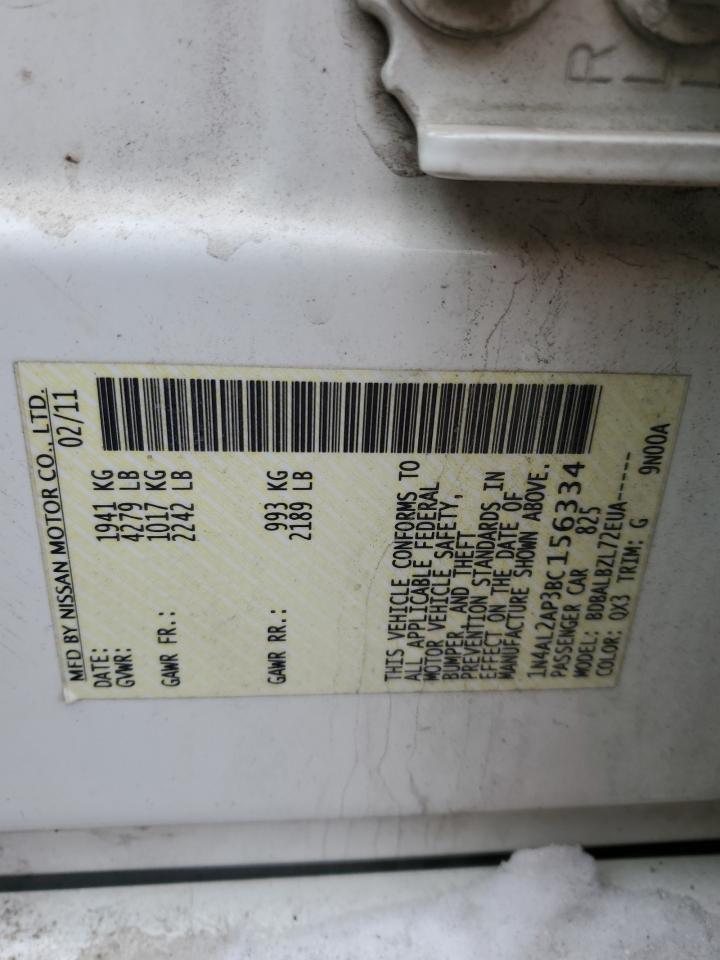 MFD BY NISSAN MOTOR CO., LTD.
DATE: 02/11
GVWR: 1941 KG
4279 LB
GAWR FR.: 1017 KG
2242 LB
GAWR RR.: 993 KG
2189 LB
THIS VEHICLE CONFORMS TO
ALL APPLICABLE FEDERAL
MOTOR VEHICLE SAFETY,
BUMPER, AND THEFT
PREVENTION STANDARDS IN
EFFECT ON THE DATE OF
MANUFACTURE SHOWN ABOVE.
1N4AL2AP3BC156334
PASSENGER CAR 825
MODEL: BDBALBZL72EUA-----
COLOR: QX3 TRIM: G 9N00A